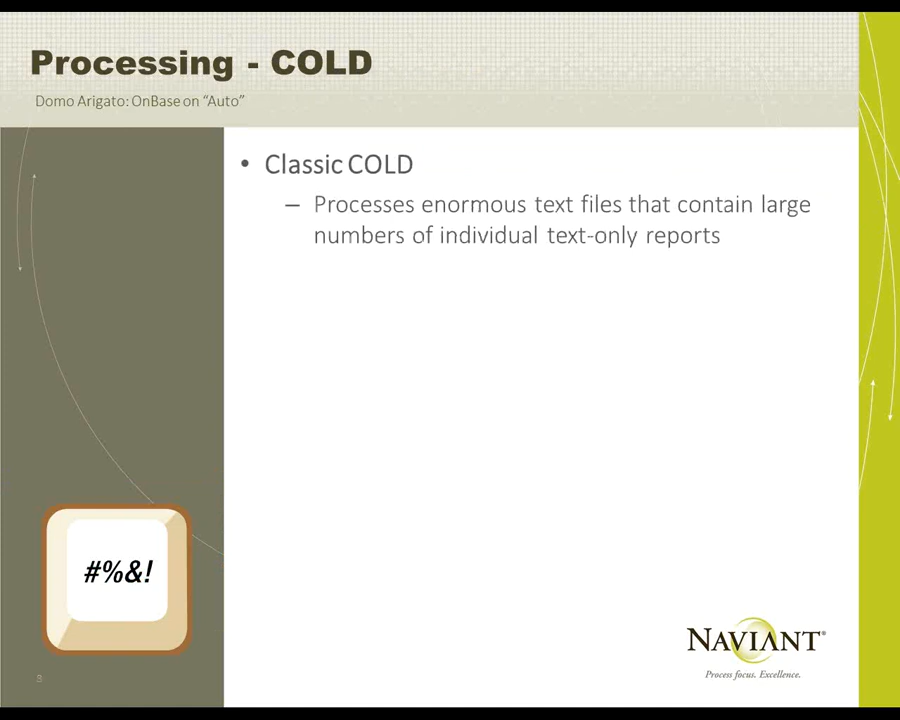 Processing - COLD
Domo Arigato: OnBase on “Auto”
• Classic COLD
– Processes enormous text files that contain large
numbers of individual text-only reports
#%&!
NAVIANT®
Process focus. Excellence.
3